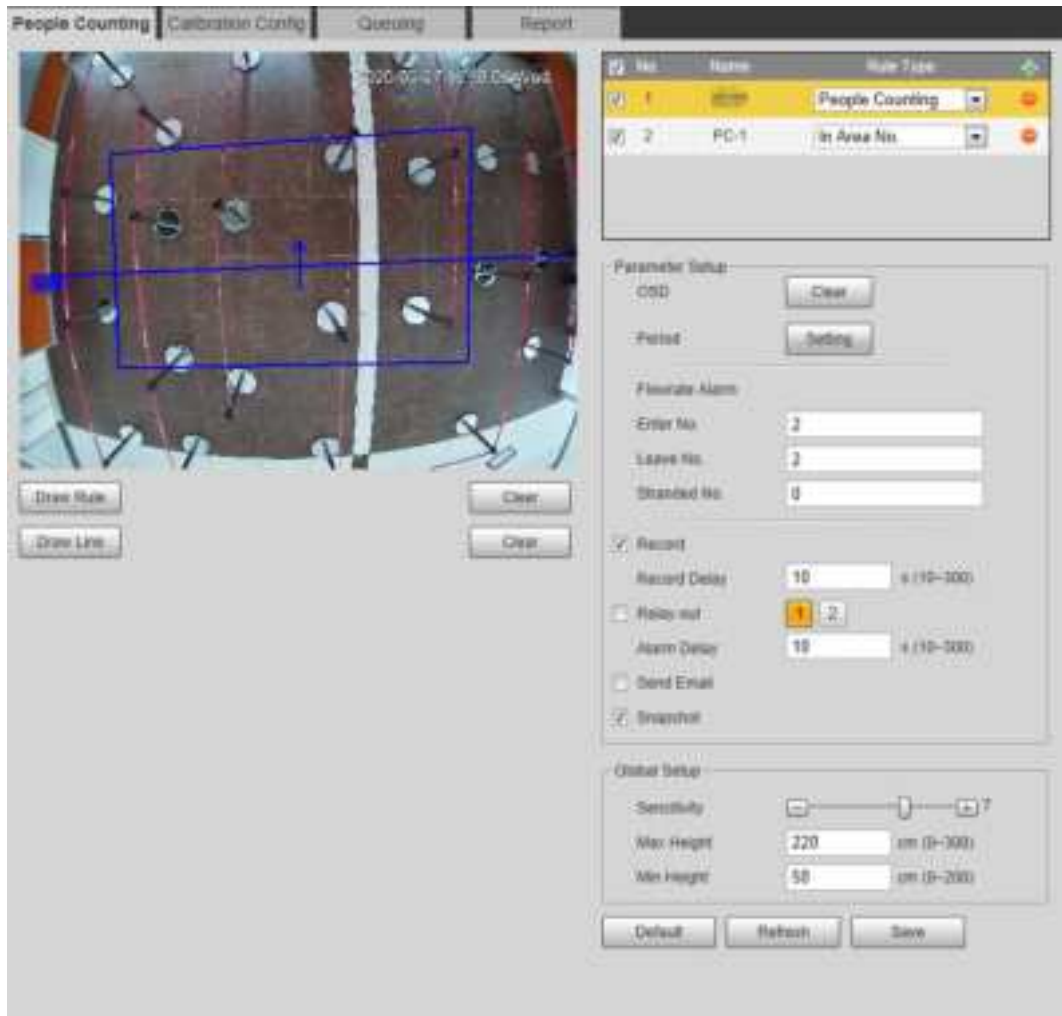 People Counting Calibration Config Queuing Report
No. Name Rule Type
1 People Counting
2 PC-1 In Area No.
Parameter Setup
OSD Clear
Period Setting
Flowrate Alarm
Enter No. 2
Leave No. 2
Stranded No. 0
Draw Rule Clear
Draw Line Clear
Record
Record Delay 10 s (10~300)
Relay-out 1 2
Alarm Delay 10 s (10~300)
Send Email
Snapshot
Global Setup
Sensitivity 7
Max Height 220 cm (0~300)
Min Height 50 cm (0~200)
Default Refresh Save